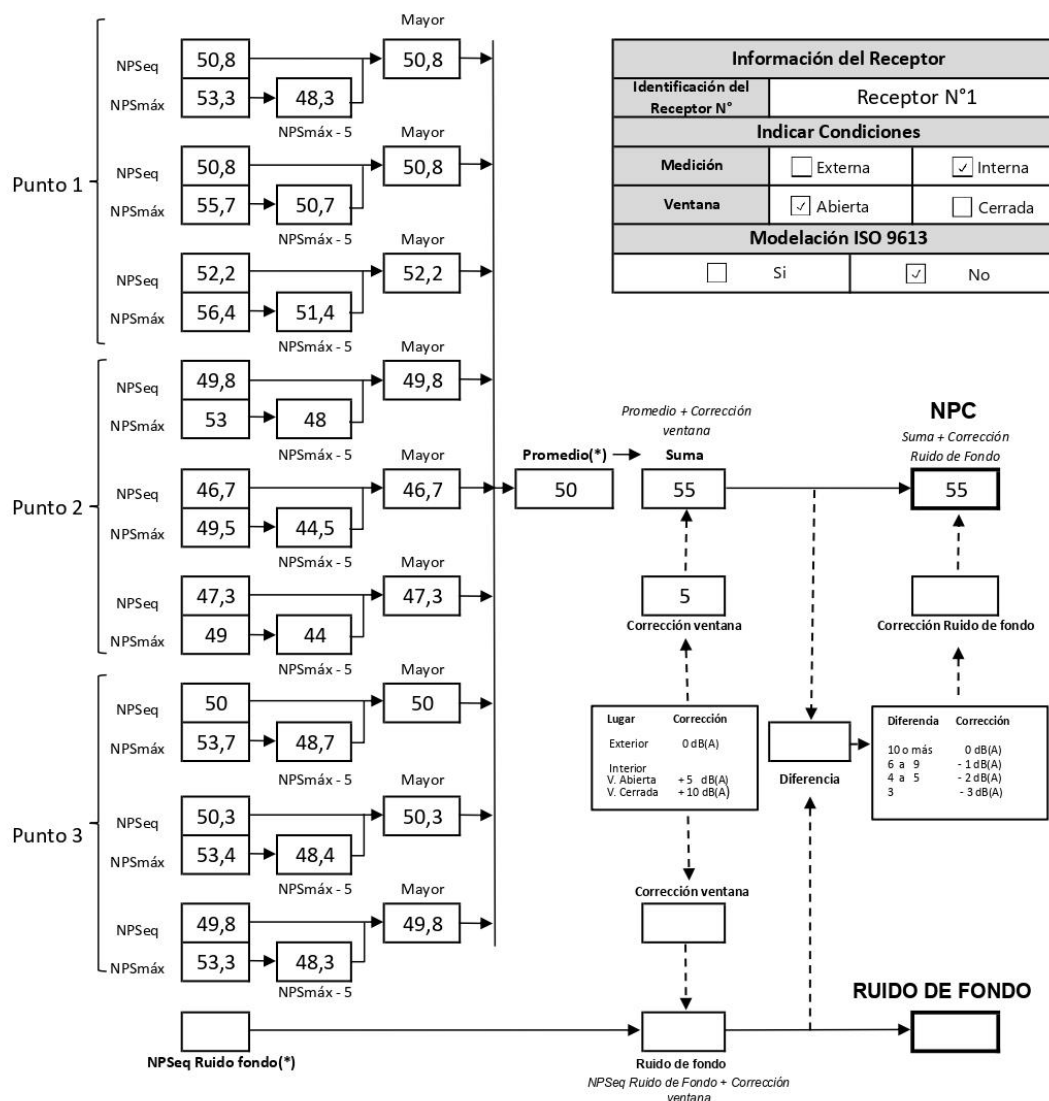 Mayor
NPSeq 50,8 50,8
NPSmáx 53,3 48,3
NPSmáx - 5
Punto 1
Mayor
NPSeq 50,8 50,8
NPSmáx 55,7 50,7
NPSmáx - 5
Mayor
NPSeq 52,2 52,2
NPSmáx 56,4 51,4
NPSmáx - 5
Mayor
NPSeq 49,8 49,8
NPSmáx 53 48
NPSmáx - 5
Punto 2
Mayor
NPSeq 46,7 46,7
NPSmáx 49,5 44,5
NPSmáx - 5
Mayor
NPSeq 47,3 47,3
NPSmáx 49 44
NPSmáx - 5
Mayor
NPSeq 50 50
NPSmáx 53,7 48,7
NPSmáx - 5
Punto 3
Mayor
NPSeq 50,3 50,3
NPSmáx 53,4 48,4
NPSmáx - 5
Mayor
NPSeq 49,8 49,8
NPSmáx 53,3 48,3
NPSmáx - 5
NPSeq Ruido fondo(*)
Información del Receptor
Identificación del
Receptor N°
Receptor N°1
Indicar Condiciones
Medición Externa ✓ Interna
Ventana ✓ Abierta Cerrada
Modelación ISO 9613
Si ✓ No
Promedio(*)
50
Promedio + Corrección
ventana
Suma
55
NPC
Suma + Corrección
Ruido de Fondo
55
5
Corrección ventana
Corrección Ruido de fondo
Lugar Corrección
Exterior 0 dB(A)
Interior
V. Abierta + 5 dB(A)
V. Cerrada + 10 dB(A)
Diferencia
Diferencia Corrección
10 o más 0 dB(A)
6 a 9 - 1 dB(A)
4 a 5 - 2 dB(A)
3 - 3 dB(A)
Corrección ventana
Ruido de fondo
NPSeq Ruido de Fondo + Corrección
ventana
RUIDO DE FONDO